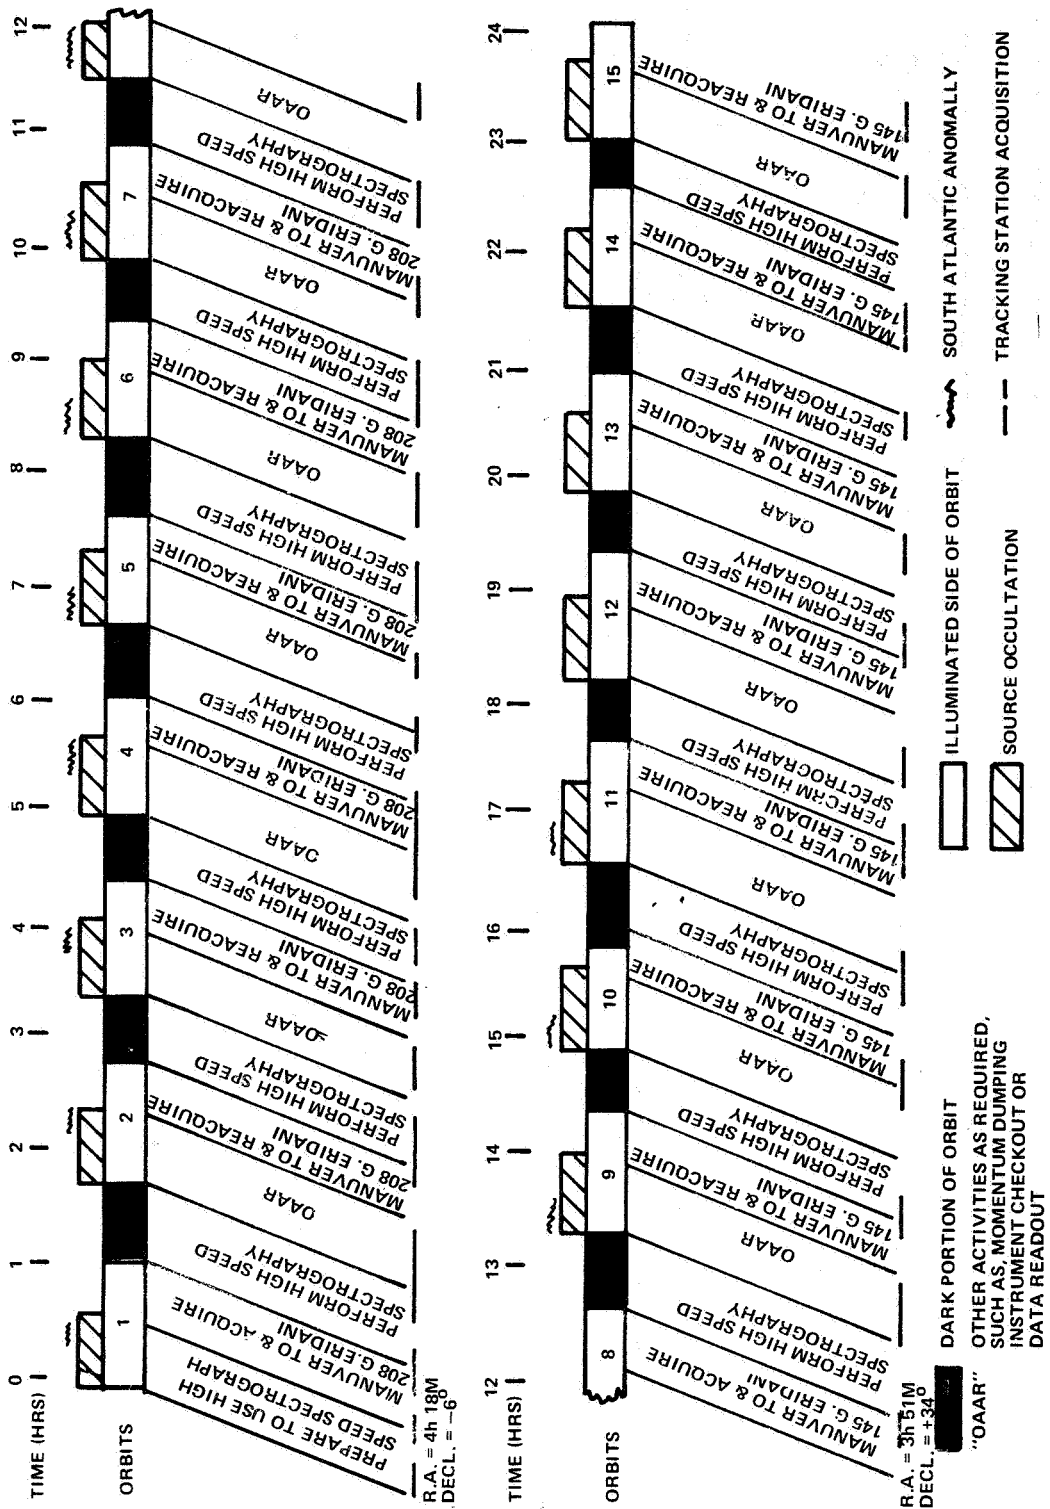 TIME (HRS) 0 1 2 3 4 5 6 7 8 9 10 11 12
ORBITS 1 2 3 4 5 6 7
PREPARE TO USE HIGH
SPEED SPECTROGRAPH
MANUVER TO & ACQUIRE
208 G. ERIDANI
PERFORM HIGH SPEED
SPECTROGRAPHY
OAAR
MANUVER TO & REACQUIRE
208 G. ERIDANI
PERFORM HIGH SPEED
SPECTROGRAPHY
OAAR
MANUVER TO & REACQUIRE
208 G. ERIDANI
PERFORM HIGH SPEED
SPECTROGRAPHY
OAAR
MANUVER TO & REACQUIRE
208 G. ERIDANI
PERFORM HIGH SPEED
SPECTROGRAPHY
OAAR
MANUVER TO & REACQUIRE
208 G. ERIDANI
PERFORM HIGH SPEED
SPECTROGRAPHY
OAAR
MANUVER TO & REACQUIRE
208 G. ERIDANI
PERFORM HIGH SPEED
SPECTROGRAPHY
OAAR
MANUVER TO & REACQUIRE
208 G. ERIDANI
PERFORM HIGH SPEED
SPECTROGRAPHY
OAAR
R.A. = 4h 18M
DECL. = -6°
TIME (HRS) 12 13 14 15 16 17 18 19 20 21 22 23 24
ORBITS 8 9 10 11 12 13 14 15
MANUVER TO & ACQUIRE
145 G. ERIDANI
PERFORM HIGH SPEED
SPECTROGRAPHY
OAAR
MANUVER TO & REACQUIRE
145 G. ERIDANI
PERFORM HIGH SPEED
SPECTROGRAPHY
OAAR
MANUVER TO & REACQUIRE
145 G. ERIDANI
PERFORM HIGH SPEED
SPECTROGRAPHY
OAAR
MANUVER TO & REACQUIRE
145 G. ERIDANI
PERFORM HIGH SPEED
SPECTROGRAPHY
OAAR
MANUVER TO & REACQUIRE
145 G. ERIDANI
PERFORM HIGH SPEED
SPECTROGRAPHY
OAAR
MANUVER TO & REACQUIRE
145 G. ERIDANI
PERFORM HIGH SPEED
SPECTROGRAPHY
OAAR
MANUVER TO & REACQUIRE
145 G. ERIDANI
PERFORM HIGH SPEED
SPECTROGRAPHY
OAAR
MANUVER TO & REACQUIRE
145 G. ERIDANI
R.A. = 3h 51M
DECL. = +34°
DARK PORTION OF ORBIT
"OAAR" OTHER ACTIVITIES AS REQUIRED,
SUCH AS, MOMENTUM DUMPING
INSTRUMENT CHECKOUT OR
DATA READOUT
ILLUMINATED SIDE OF ORBIT
SOURCE OCCULTATION
SOUTH ATLANTIC ANOMALLY
TRACKING STATION ACQUISITION